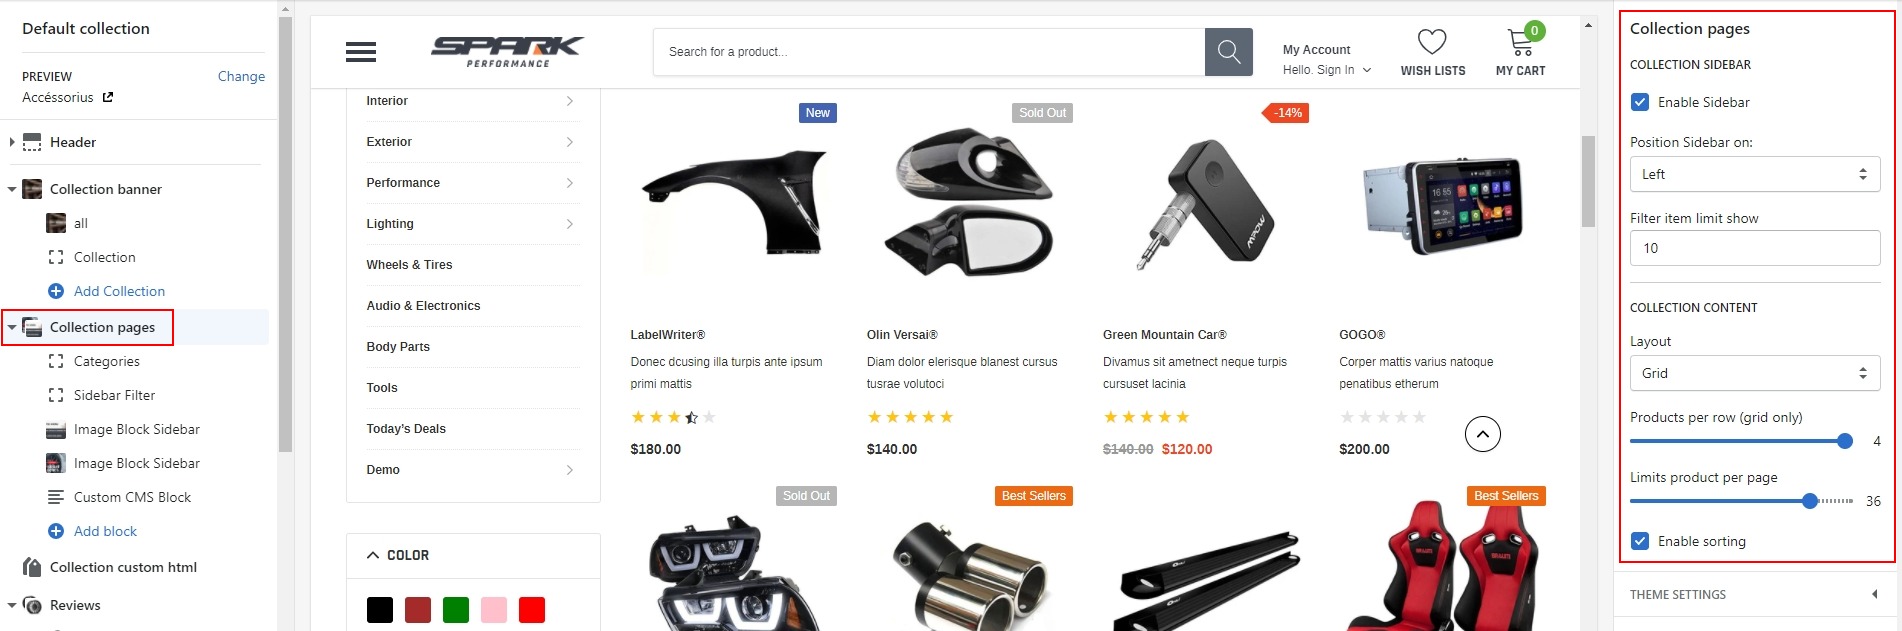 Default collection
PREVIEW
Change
Accéssorius
Header
Collection banner
all
Collection
Add Collection
Collection pages
Categories
Sidebar Filter
Image Block Sidebar
Image Block Sidebar
Custom CMS Block
Add block
Collection custom html
Reviews
SPARK
PERFORMANCE
Search for a product...
My Account
Hello. Sign In
WISH LISTS
0
MY CART
Interior
Exterior
Performance
Lighting
Wheels & Tires
Audio & Electronics
Body Parts
Tools
Today's Deals
Demo
COLOR
New
LabelWriter®
Donec dcusing illa turpis ante ipsum
primi mattis
$180.00
Sold Out
Olin Versai®
Diam dolor elerisque blanest cursus
tusrae volutoci
$140.00
-14%
MPOW
Green Mountain Car®
Divamus sit ametnect neque turpis
cursuset lacinia
$140.00 $120.00
16 55
GOGO®
Corper mattis varius natoque
penatibus etherum
$200.00
Sold Out
Best Sellers
Best Sellers
Collection pages
COLLECTION SIDEBAR
Enable Sidebar
Position Sidebar on:
Left
Filter item limit show
10
COLLECTION CONTENT
Layout
Grid
Products per row (grid only)
4
Limits product per page
36
Enable sorting
THEME SETTINGS